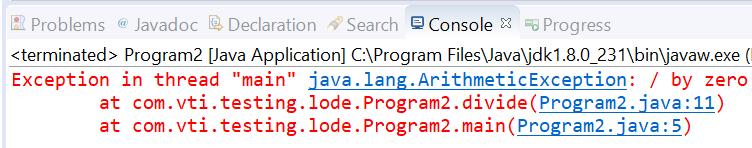 Problems @ Javadoc Declaration Search Console Progress
<terminated> Program2 [Java Application] C:\Program Files\Java\jdk1.8.0_231\bin\javaw.exe (
Exception in thread "main" java.lang.ArithmeticException: / by zero
at com.vti.testing.lode.Program2.divide(Program2.java:11)
at com.vti.testing.lode.Program2.main(Program2.java:5)